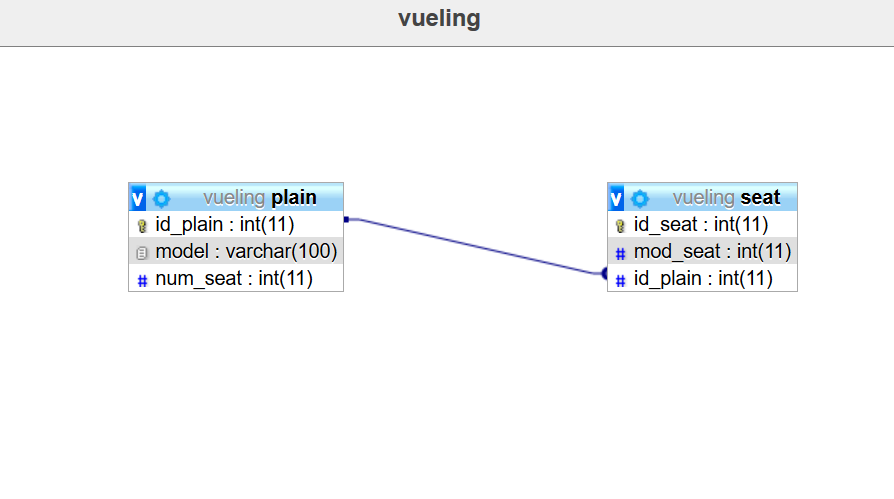 vueling
v vueling plain
id_plain : int(11)
model : varchar(100)
# num_seat : int(11)
v vueling seat
id_seat : int(11)
# mod_seat : int(11)
# id_plain : int(11)